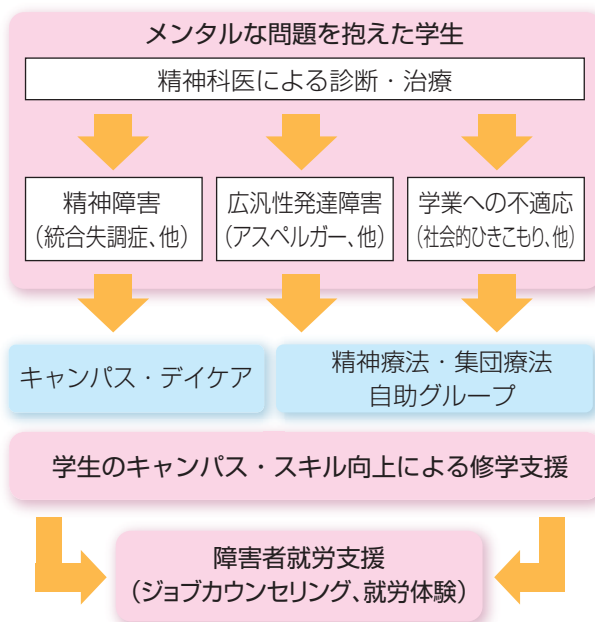 メンタルな問題を抱えた学生
精神科医による診断・治療
精神障害
（統合失調症、他）
広汎性発達障害
（アスペルガー、他）
学業への不適応
（社会的ひきこもり、他）
キャンパス・デイケア
精神療法・集団療法
自助グループ
学生のキャンパス・スキル向上による修学支援
障害者就労支援
（ジョブカウンセリング、就労体験）